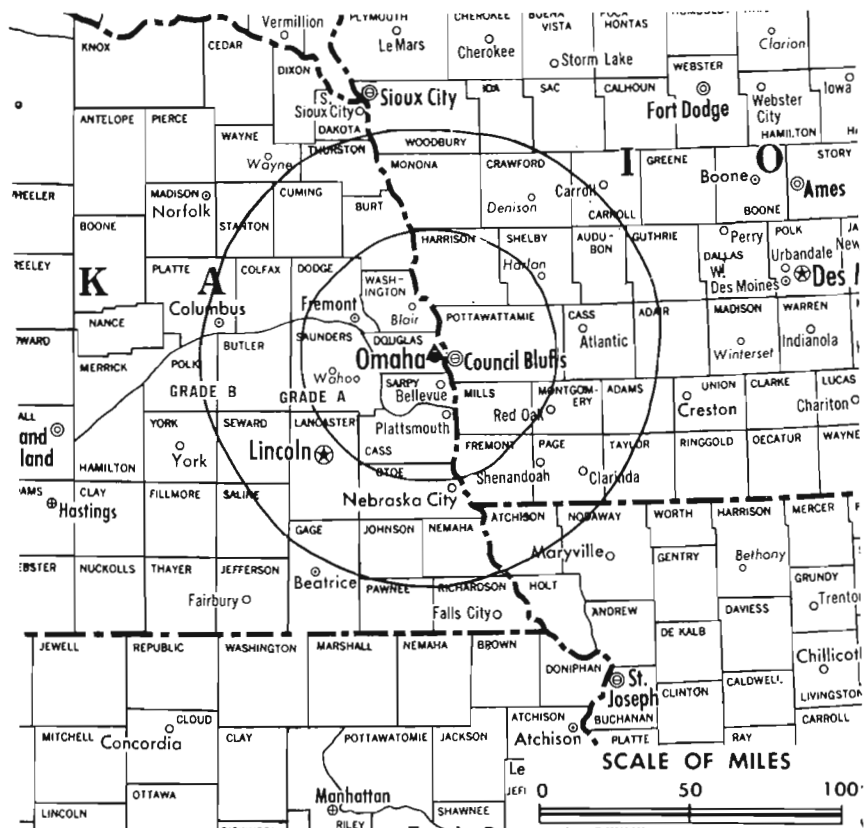 Vermillion
PLYMOUTH
CHEROKEE
BUENA
VISTA
HONTAS
KNOX
CEDAR
Le Mars
Cherokee
Clarion
DIXON
Storm Lake
WEBSTER
S.
Sioux City
Sioux City
IDA
SAC
CALHOUN
Fort Dodge
Webster
City
Iowa
ANTELOPE
PIERCE
WAYNE
DAKOTA
HAMILTON
THURSTON
WOODBURY
Wayne
MONONA
CRAWFORD
GREENE
I
O
STORY
MADISON
Norfolk
CUMING
BURT
Denison
Carroll
CARROLL
Boone
BOONE
Ames
BOONE
STANTON
HARRISON
SHELBY
AUDU-
BON
GUTHRIE
Perry
POLK
DALLAS
Urbandale
W.
Des Moines
K
A
PLATTE
COLFAX
DODGE
WASH-
INGTON
Harlan
NANCE
Columbus
Fremont
Blair
POTTAWATTAMIE
CASS
Atlantic
ADAIR
MADISON
WARREN
Indianola
Winterset
MERRICK
BUTLER
SAUNDERS
DOUGLAS
Omaha
Council Bluffs
POLK
Wahoo
SARPY
Bellevue
GRADE B
GRADE A
MILLS
MONTGOM-
ERY
ADAMS
UNION
CLARKE
LUCAS
Red Oak
Creston
Chariton
YORK
SEWARD
LANCASTER
Plattsmouth
York
Lincoln
CASS
FREMONT
PAGE
TAYLOR
RINGGOLD
DECATUR
WAYNE
HAMILTON
OTOE
Shenandoah
Clarinda
CLAY
Hastings
FILLMORE
SALINE
Nebraska City
ATCHISON
NODAWAY
WORTH
HARRISON
MERCER
GAGE
JOHNSON
NEMAHA
Maryville
GENTRY
Bethany
NUCKOLLS
THAYER
JEFFERSON
Beatrice
PAWNEE
RICHARDSON
HOLT
GRUNDY
Fairbury
Falls City
ANDREW
DAVIESS
DE KALB
JEWELL
REPUBLIC
WASHINGTON
MARSHALL
NEMAHA
BROWN
DONIPHAN
St.
Joseph
CLINTON
CALDWELL
LIVINGSTON
CLOUD
ATCHISON
BUCHANAN
CARROLL
MITCHELL
Concordia
CLAY
POTTAWATOMIE
JACKSON
Atchison
PLATTE
RAY
SCALE OF MILES
OTTAWA
Manhattan
0
50
100
LINCOLN
RILEY
SHAWNEE